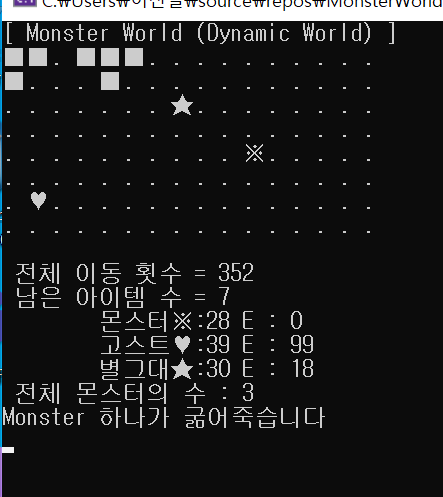 C:₩Users₩ ₩source₩repos₩MonsterWorld
[ Monster World (Dynamic World) ]
■■. ■■■. . . . . . . . . .
■. . . ■. . . . . . . . . . .
. . . . . . . ★. . . . . . . .
. . . . . . . . . . . . . . . .
. . . . . . . . . . ※. . . . .
. . . . . . . . . . . . . . . .
. ♥. . . . . . . . . . . . . .
. . . . . . . . . . . . . . . .
전체 이동 횟수 = 352
남은 아이템 수 = 7
몬스터※:28 E : 0
고스트♥:39 E : 99
별그대★:30 E : 18
전체 몬스터의 수 : 3
Monster 하나가 굶어죽습니다